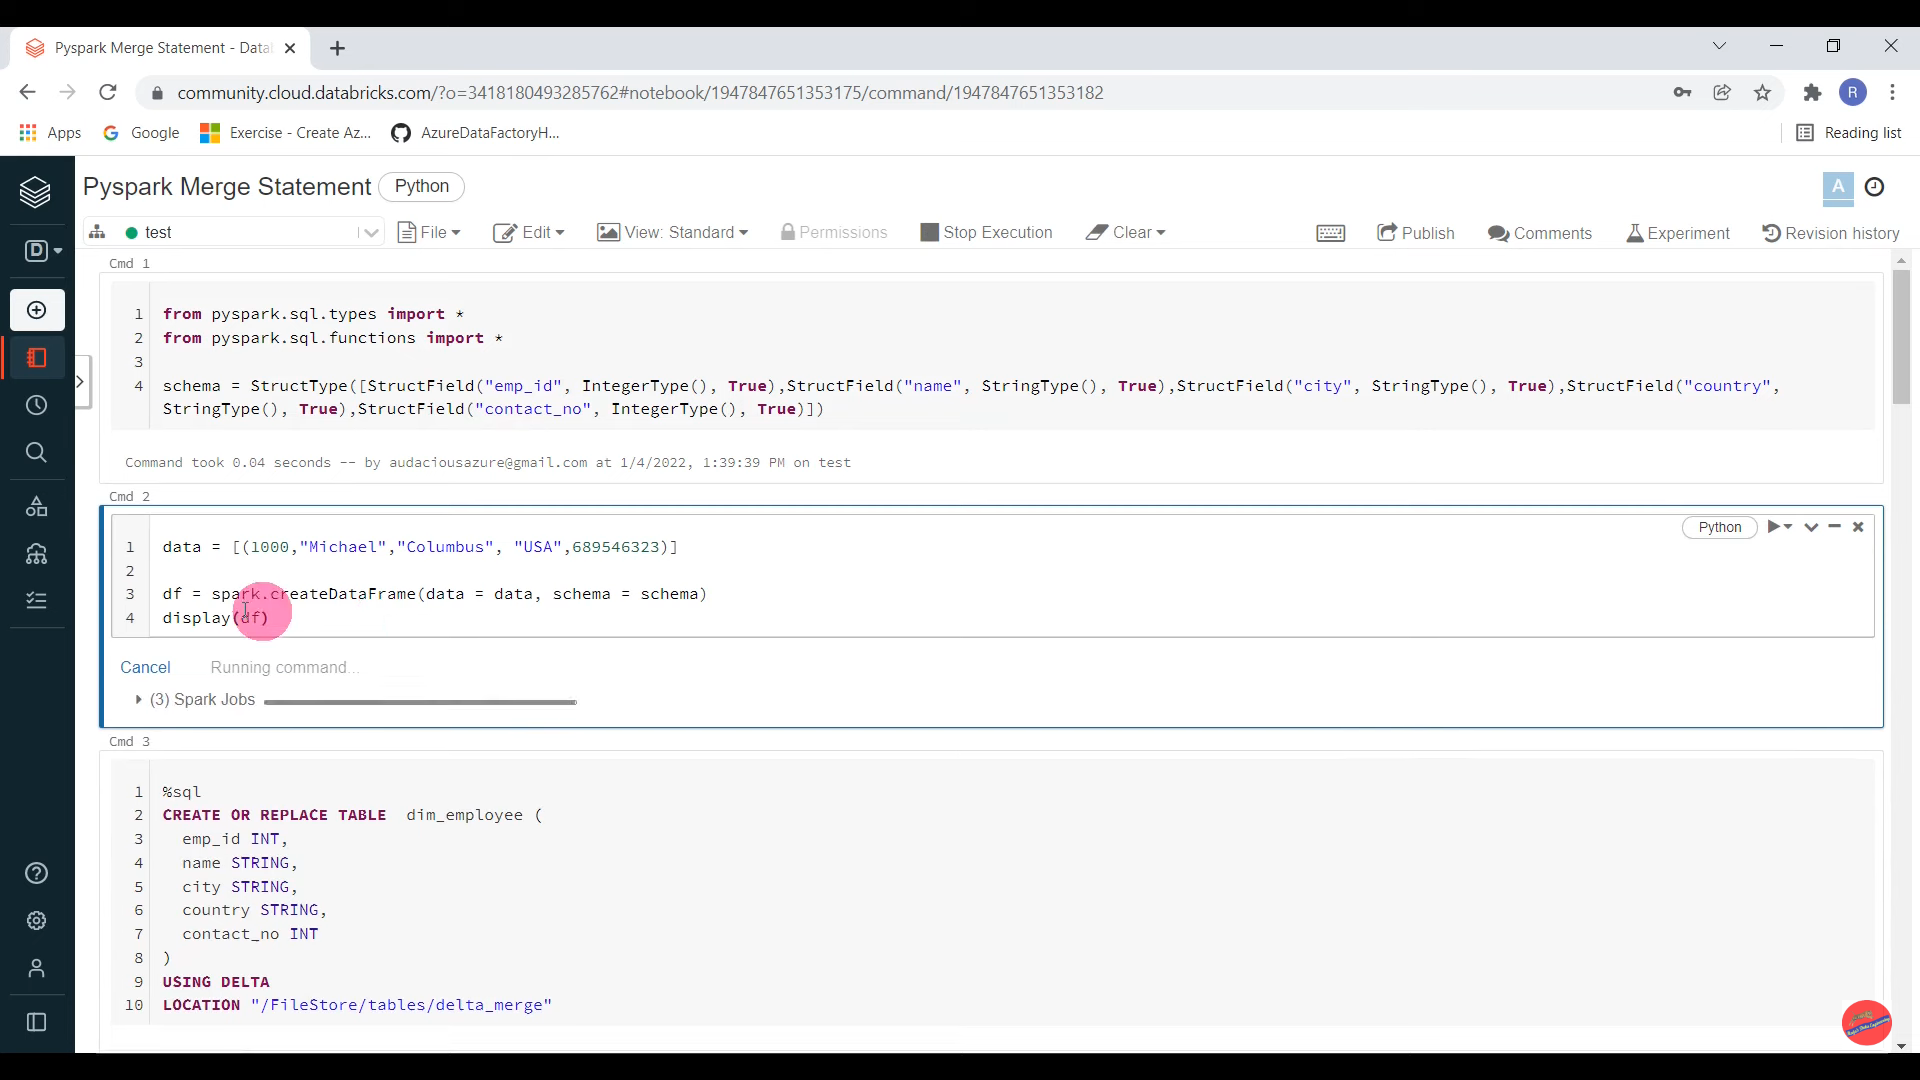 Pyspark Merge Statement - Data
community.cloud.databricks.com/?o=3418180493285762#notebook/1947847651353175/command/1947847651353182
R
Apps
Google
Exercise - Create Az...
AzureDataFactoryH...
Reading list
Pyspark Merge Statement
Python
A
D
test
File
Edit
View: Standard
Permissions
Stop Execution
Clear
Publish
Comments
Experiment
Revision history
Cmd 1
1 from pyspark.sql.types import *
2 from pyspark.sql.functions import *
3
4 schema = StructType([StructField("emp_id", IntegerType(), True),StructField("name", StringType(), True),StructField("city", StringType(), True),StructField("country",
StringType(), True),StructField("contact_no", IntegerType(), True)])
Command took 0.04 seconds -- by audaciousazure@gmail.com at 1/4/2022, 1:39:39 PM on test
Cmd 2
Python
1 data = [(1000,"Michael","Columbus", "USA",689546323)]
2
3 df = spark.createDataFrame(data = data, schema = schema)
4 display(df)
Cancel Running command...
(3) Spark Jobs
Cmd 3
1 %sql
2 CREATE OR REPLACE TABLE dim_employee (
3 emp_id INT,
4 name STRING,
5 city STRING,
6 country STRING,
7 contact_no INT
8 )
9 USING DELTA
10 LOCATION "/FileStore/tables/delta_merge"